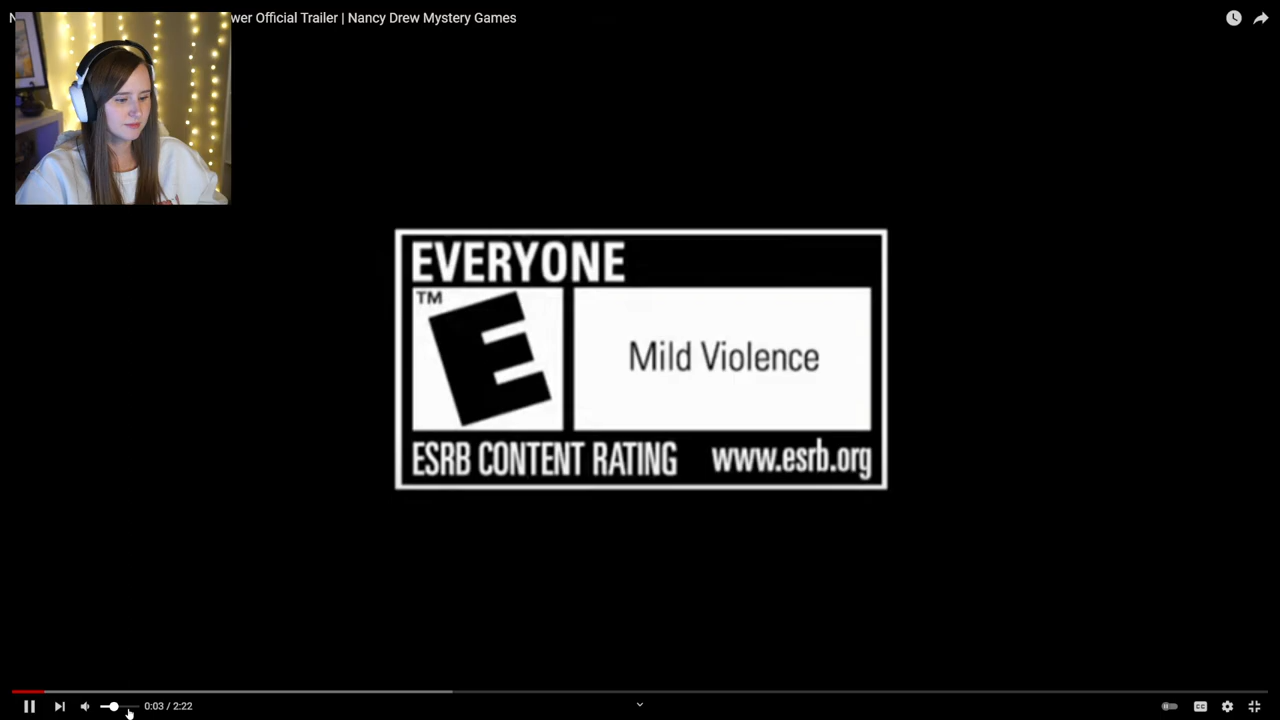 N
wer Official Trailer | Nancy Drew Mystery Games
EVERYONE
TM
E
Mild Violence
ESRB CONTENT RATING www.esrb.org
0:03 / 2:22
CC